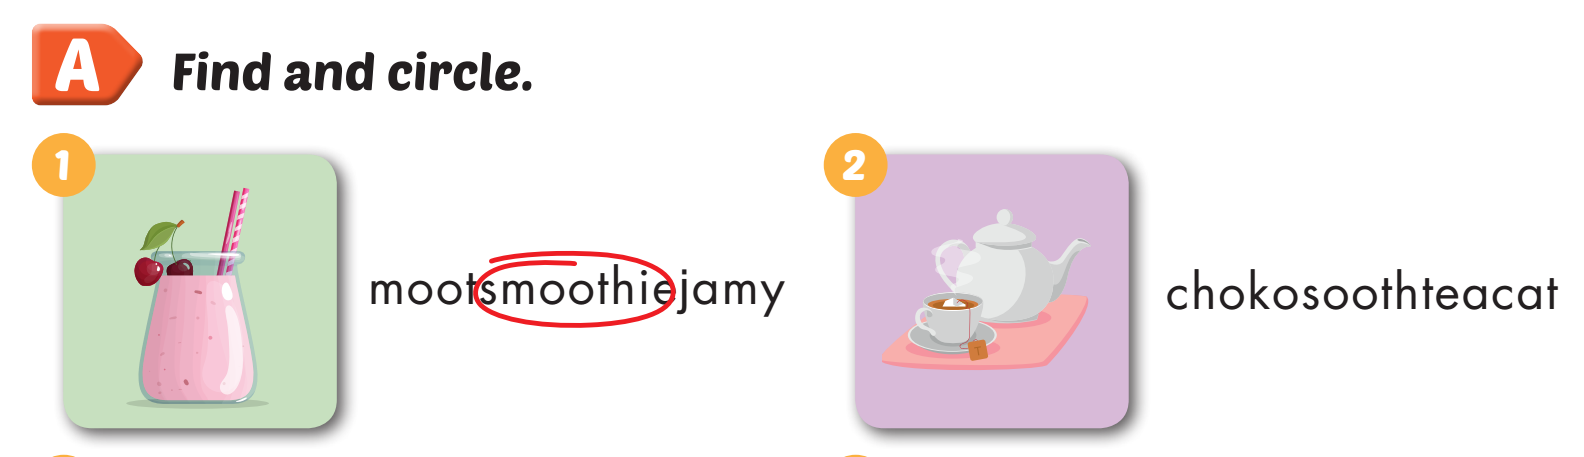 A Find and circle.
1
mootsmoothiejamy
2
chokosoothteacat